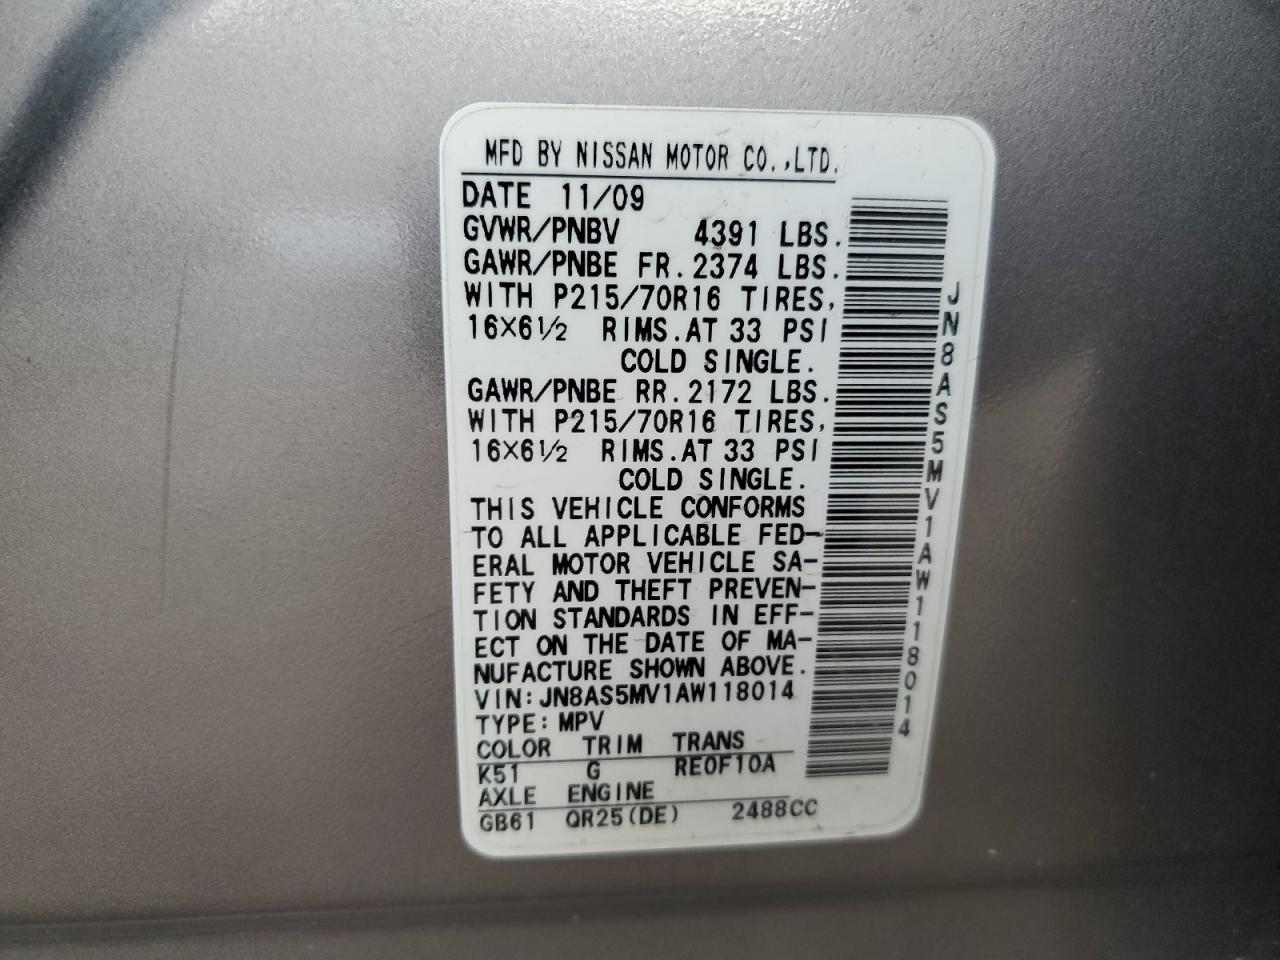 MFD BY NISSAN MOTOR CO.,LTD.
DATE 11/09
GVWR/PNBV 4391 LBS.
GAWR/PNBE FR.2374 LBS.
WITH P215/70R16 TIRES,
16×6½ RIMS.AT 33 PSI
COLD SINGLE.
GAWR/PNBE RR.2172 LBS.
WITH P215/70R16 TIRES,
16×6½ RIMS.AT 33 PSI
COLD SINGLE.
THIS VEHICLE CONFORMS
TO ALL APPLICABLE FED-
ERAL MOTOR VEHICLE SA-
FETY AND THEFT PREVEN-
TION STANDARDS IN EFF-
ECT ON THE DATE OF MA-
NUFACTURE SHOWN ABOVE.
VIN:JN8AS5MV1AW118014
TYPE:MPV
COLOR TRIM TRANS
K51 G RE0F10A
AXLE ENGINE
GB61 QR25(DE) 2488CC
JN8AS5MV1AW118014